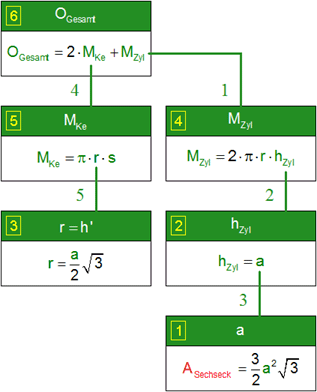 6 O_Gesamt
O_Gesamt = 2 · M_Ke + M_Zyl
4
1
5 M_Ke
M_Ke = π · r · s
4 M_Zyl
M_Zyl = 2 · π · r · h_Zyl
5
2
3 r = h'
r = a/2 √3
2 h_Zyl
h_Zyl = a
3
1 a
A_Sechseck = 3/2 a² √3